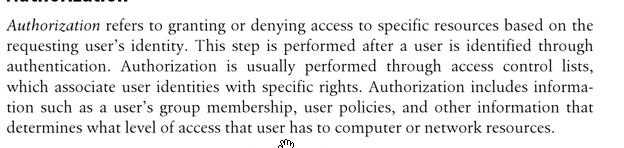 Authorization refers to granting or denying access to specific resources based on the
requesting user's identity. This step is performed after a user is identified through
authentication. Authorization is usually performed through access control lists,
which associate user identities with specific rights. Authorization includes informa-
tion such as a user's group membership, user policies, and other information that
determines what level of access that user has to computer or network resources.